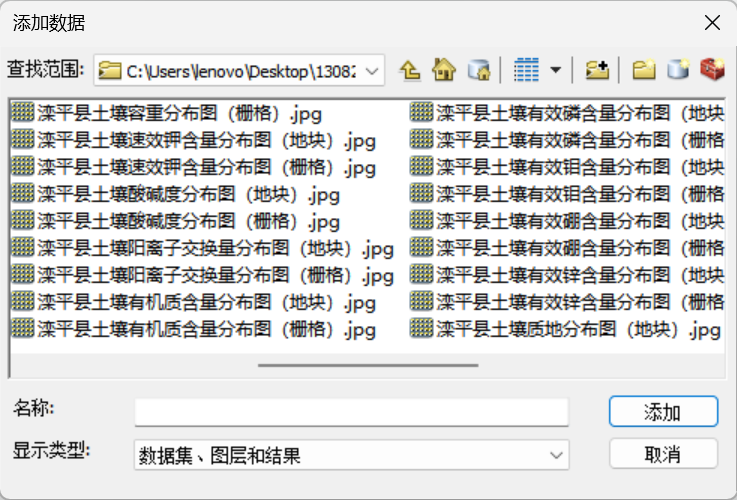 添加数据
查找范围:
C:\Users\lenovo\Desktop\13082
滦平县土壤容重分布图（栅格）.jpg
滦平县土壤速效钾含量分布图（地块）.jpg
滦平县土壤速效钾含量分布图（栅格）.jpg
滦平县土壤酸碱度分布图（地块）.jpg
滦平县土壤酸碱度分布图（栅格）.jpg
滦平县土壤阳离子交换量分布图（地块）.jpg
滦平县土壤阳离子交换量分布图（栅格）.jpg
滦平县土壤有机质含量分布图（地块）.jpg
滦平县土壤有机质含量分布图（栅格）.jpg
滦平县土壤有效磷含量分布图（地块
滦平县土壤有效磷含量分布图（栅格
滦平县土壤有效钼含量分布图（地块
滦平县土壤有效钼含量分布图（栅格
滦平县土壤有效硼含量分布图（地块
滦平县土壤有效硼含量分布图（栅格
滦平县土壤有效锌含量分布图（地块
滦平县土壤有效锌含量分布图（栅格
滦平县土壤质地分布图（地块）.jpg
名称:
添加
显示类型:
数据集、图层和结果
取消